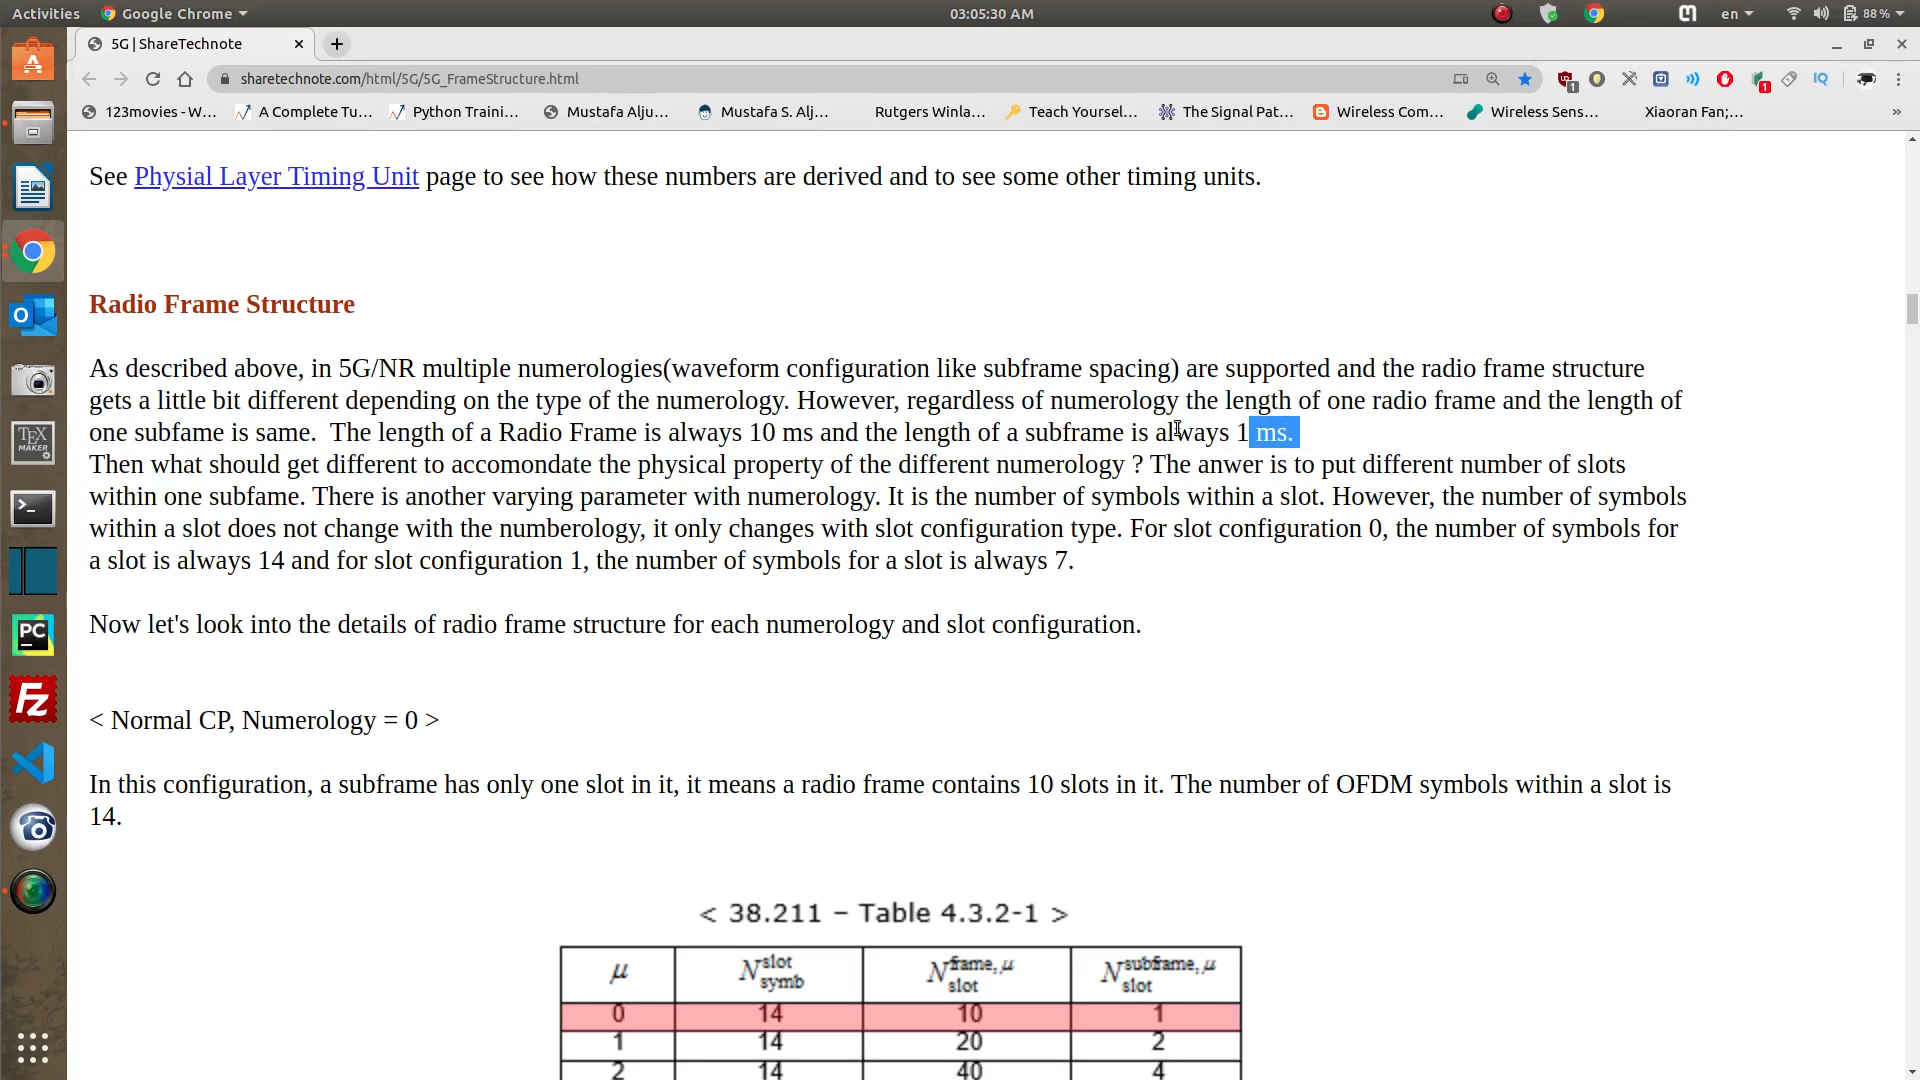 Activities
Google Chrome
03:05:30 AM
en
88 %
5G | ShareTechnote
sharetechnote.com/html/5G/5G_FrameStructure.html
1
1
IQ
123movies - W...
A Complete Tu...
Python Traini...
Mustafa Alju...
Mustafa S. Alj...
Rutgers Winla...
Teach Yoursel...
The Signal Pat...
Wireless Com...
Wireless Sens...
Xiaoran Fan;...
»
See Physial Layer Timing Unit page to see how these numbers are derived and to see some other timing units.
Radio Frame Structure
As described above, in 5G/NR multiple numerologies(waveform configuration like subframe spacing) are supported and the radio frame structure
gets a little bit different depending on the type of the numerology. However, regardless of numerology the length of one radio frame and the length of
one subfame is same.  The length of a Radio Frame is always 10 ms and the length of a subframe is always 1 ms.
Then what should get different to accomondate the physical property of the different numerology ? The anwer is to put different number of slots
within one subfame. There is another varying parameter with numerology. It is the number of symbols within a slot. However, the number of symbols
within a slot does not change with the numberology, it only changes with slot configuration type. For slot configuration 0, the number of symbols for
a slot is always 14 and for slot configuration 1, the number of symbols for a slot is always 7.
Now let's look into the details of radio frame structure for each numerology and slot configuration.
< Normal CP, Numerology = 0 >
In this configuration, a subframe has only one slot in it, it means a radio frame contains 10 slots in it. The number of OFDM symbols within a slot is
14.
< 38.211 – Table 4.3.2-1 >
μ N slot symb N frame, μ slot N subframe, μ slot
0 14 10 1
1 14 20 2
2 14 40 4
TEX
MAKER
PC
FZ